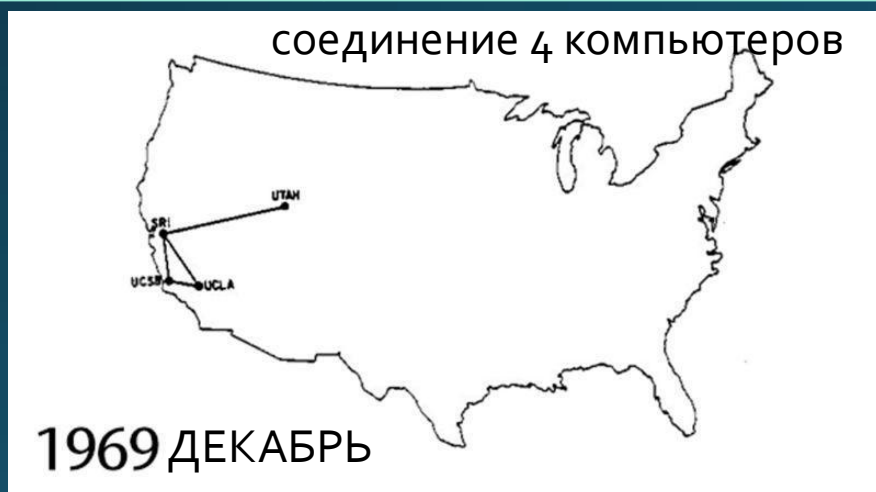 соединение 4 компьютеров
UTAH
SRI
UCSB
UCLA
1969 ДЕКАБРЬ